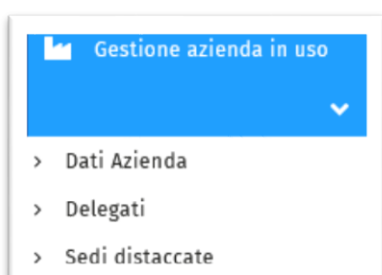 Gestione azienda in uso
Dati Azienda
Delegati
Sedi distaccate